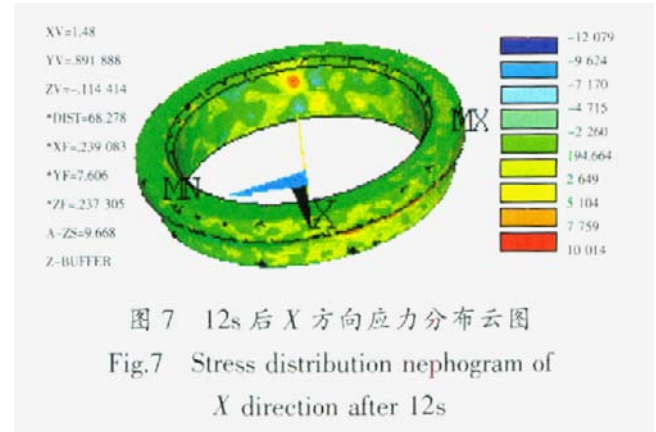 XV=1.48
YV=.891 888
ZV=-.114 414
*DIST=68.278
*XF=.239 083
*YF=7.606
*ZF=.237 305
A-ZS=9.668
Z-BUFFER
MX
MN
X
-12 079
-9 624
-7 170
-4 715
-2 260
194.664
2 649
5 104
7 759
10 014
图 7 12s 后 X 方向应力分布云图
Fig.7 Stress distribution nephogram of
X direction after 12s